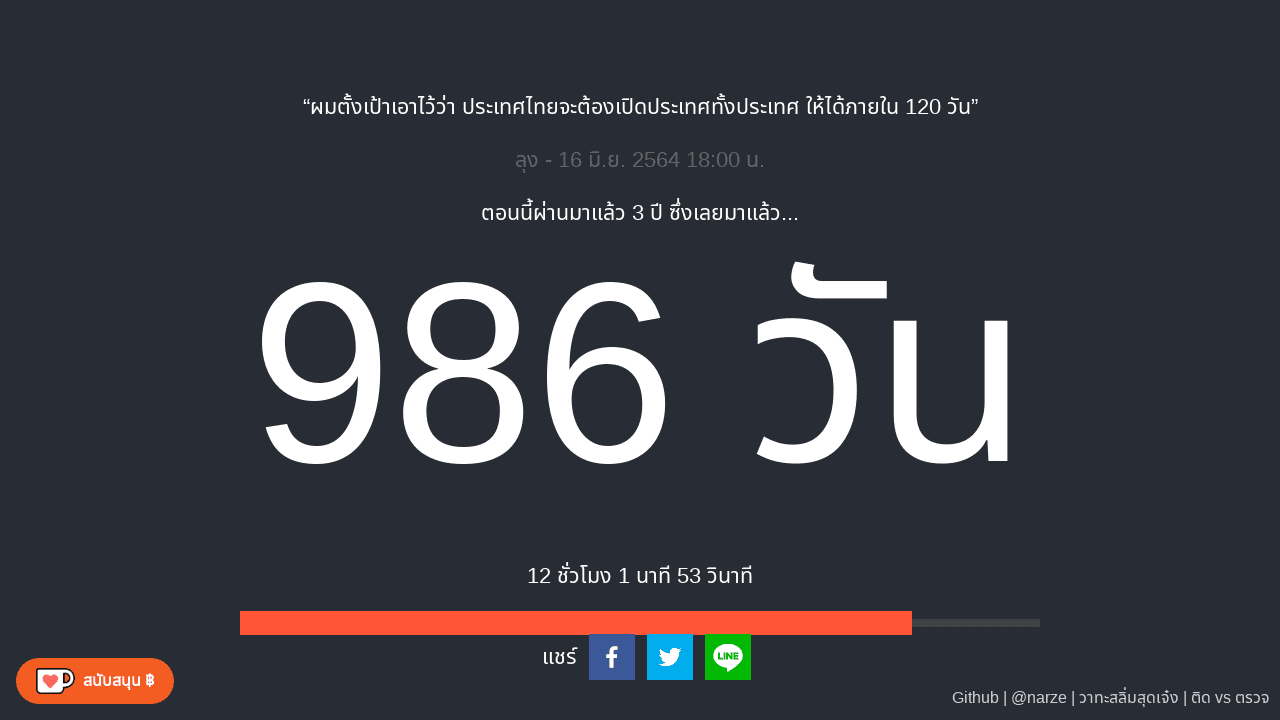 “ผมตั้งเป้าเอาไว้ว่า ประเทศไทยจะต้องเปิดประเทศทั้งประเทศ ให้ได้ภายใน 120 วัน”
ลุง - 16 มิ.ย. 2564 18:00 น.
ตอนนี้ผ่านมาแล้ว 3 ปี ซึ่งเลยมาแล้ว...
986 วัน
12 ชั่วโมง 1 นาที 53 วินาที
แชร์ LINE
สนับสนุน ฿
Github | @narze | วาทะสลิ่มสุดเจ๋ง | ติด vs ตรวจ